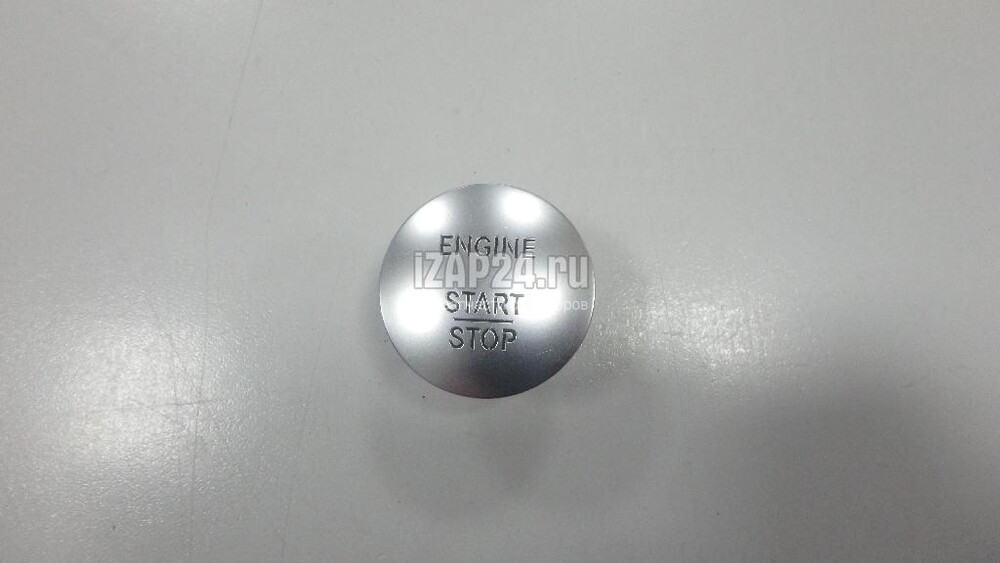 ENGINE
iZAP24.ru
START
STOP